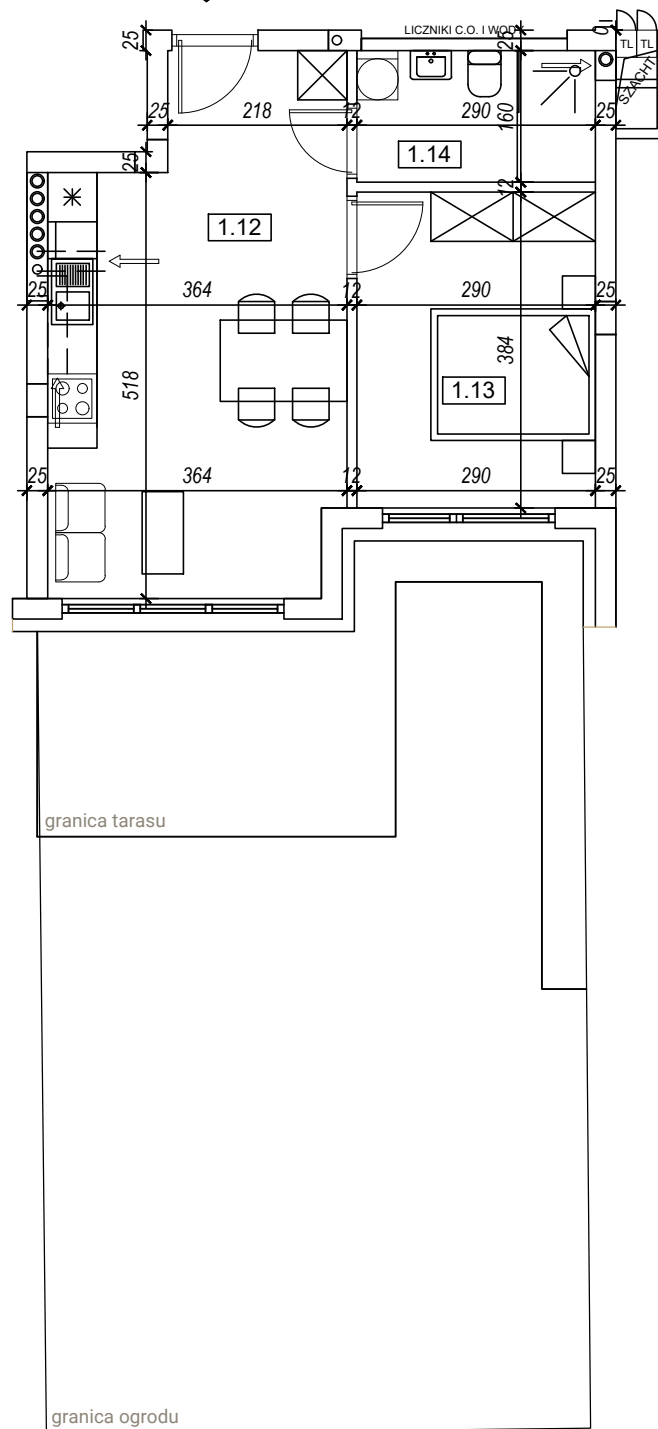 LICZNIKI C.O. I WODY
25
25
TL TL
SZACHT
25 218 12 290 25
160
1.14
25
12
1.12
25 364 12 290 25
518
384
1.13
25 364 12 290 25
granica tarasu
granica ogrodu